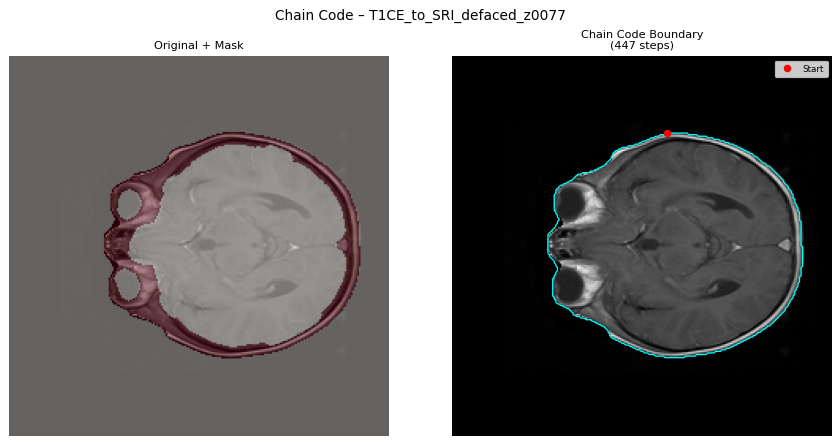 Chain Code – T1CE_to_SRI_defaced_z0077
Original + Mask
Chain Code Boundary
(447 steps)
Start